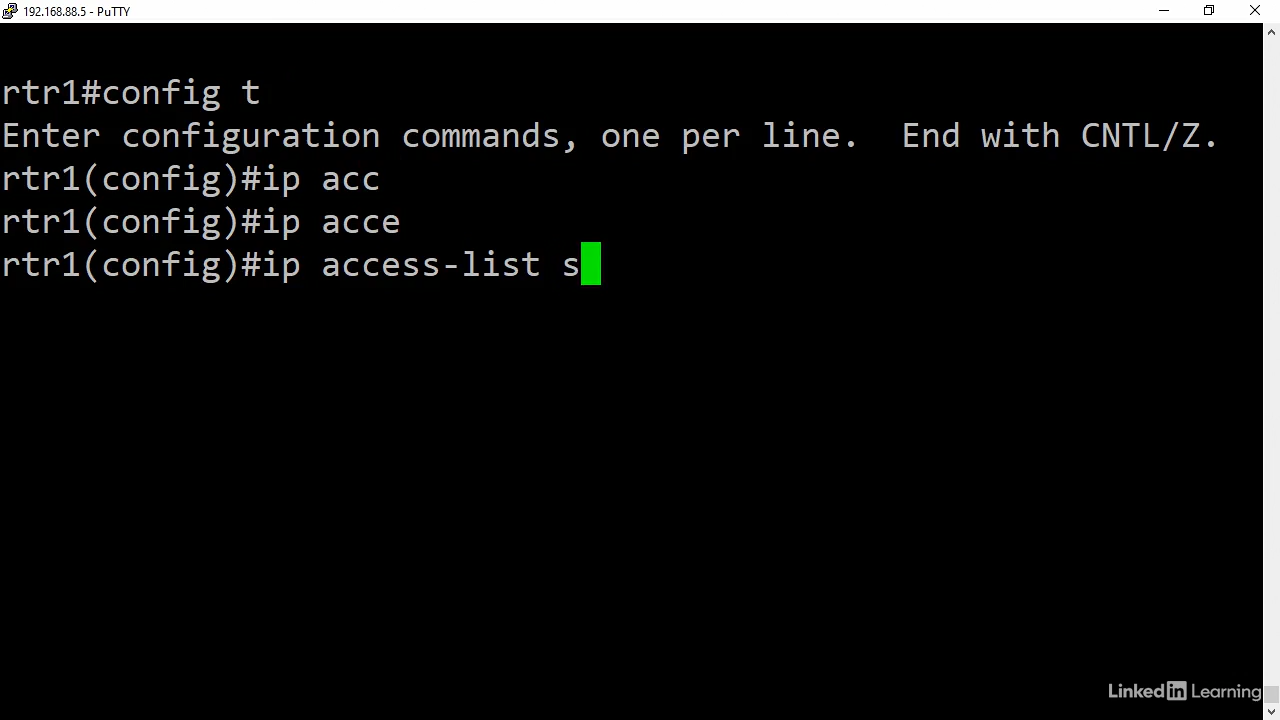 192.168.88.5 - PuTTY
rtr1#config t
Enter configuration commands, one per line.  End with CNTL/Z.
rtr1(config)#ip acc
rtr1(config)#ip acce
rtr1(config)#ip access-list s
Linked in Learning